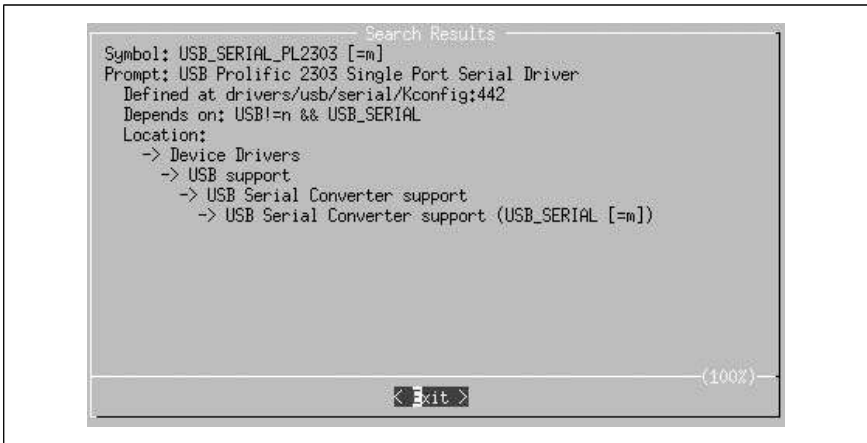 Search Results
Symbol: USB_SERIAL_PL2303 [=m]
Prompt: USB Prolific 2303 Single Port Serial Driver
Defined at drivers/usb/serial/Kconfig:442
Depends on: USB!=n && USB_SERIAL
Location:
-> Device Drivers
-> USB support
-> USB Serial Converter support
-> USB Serial Converter support (USB_SERIAL [=m])
(100%)
< Exit >